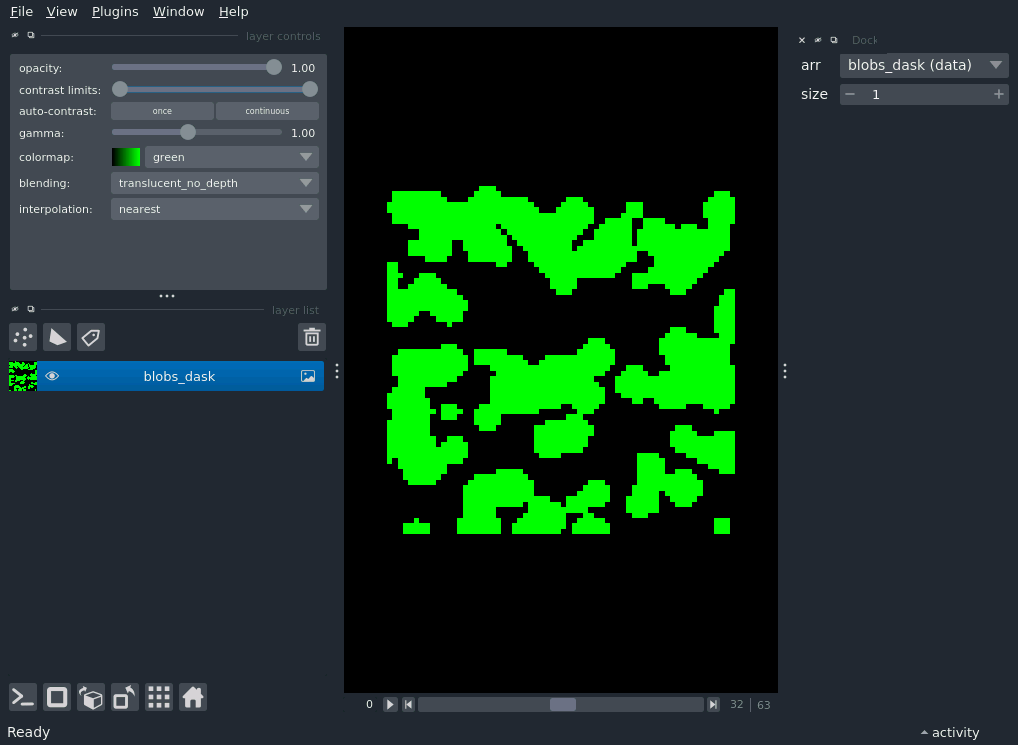 File View Plugins Window Help
layer controls
opacity: 1.00
contrast limits:
auto-contrast: once continuous
gamma: 1.00
colormap: green
blending: translucent_no_depth
interpolation: nearest
layer list
blobs_dask
0 32 63
Dock
arr blobs_dask (data)
size 1
Ready
activity